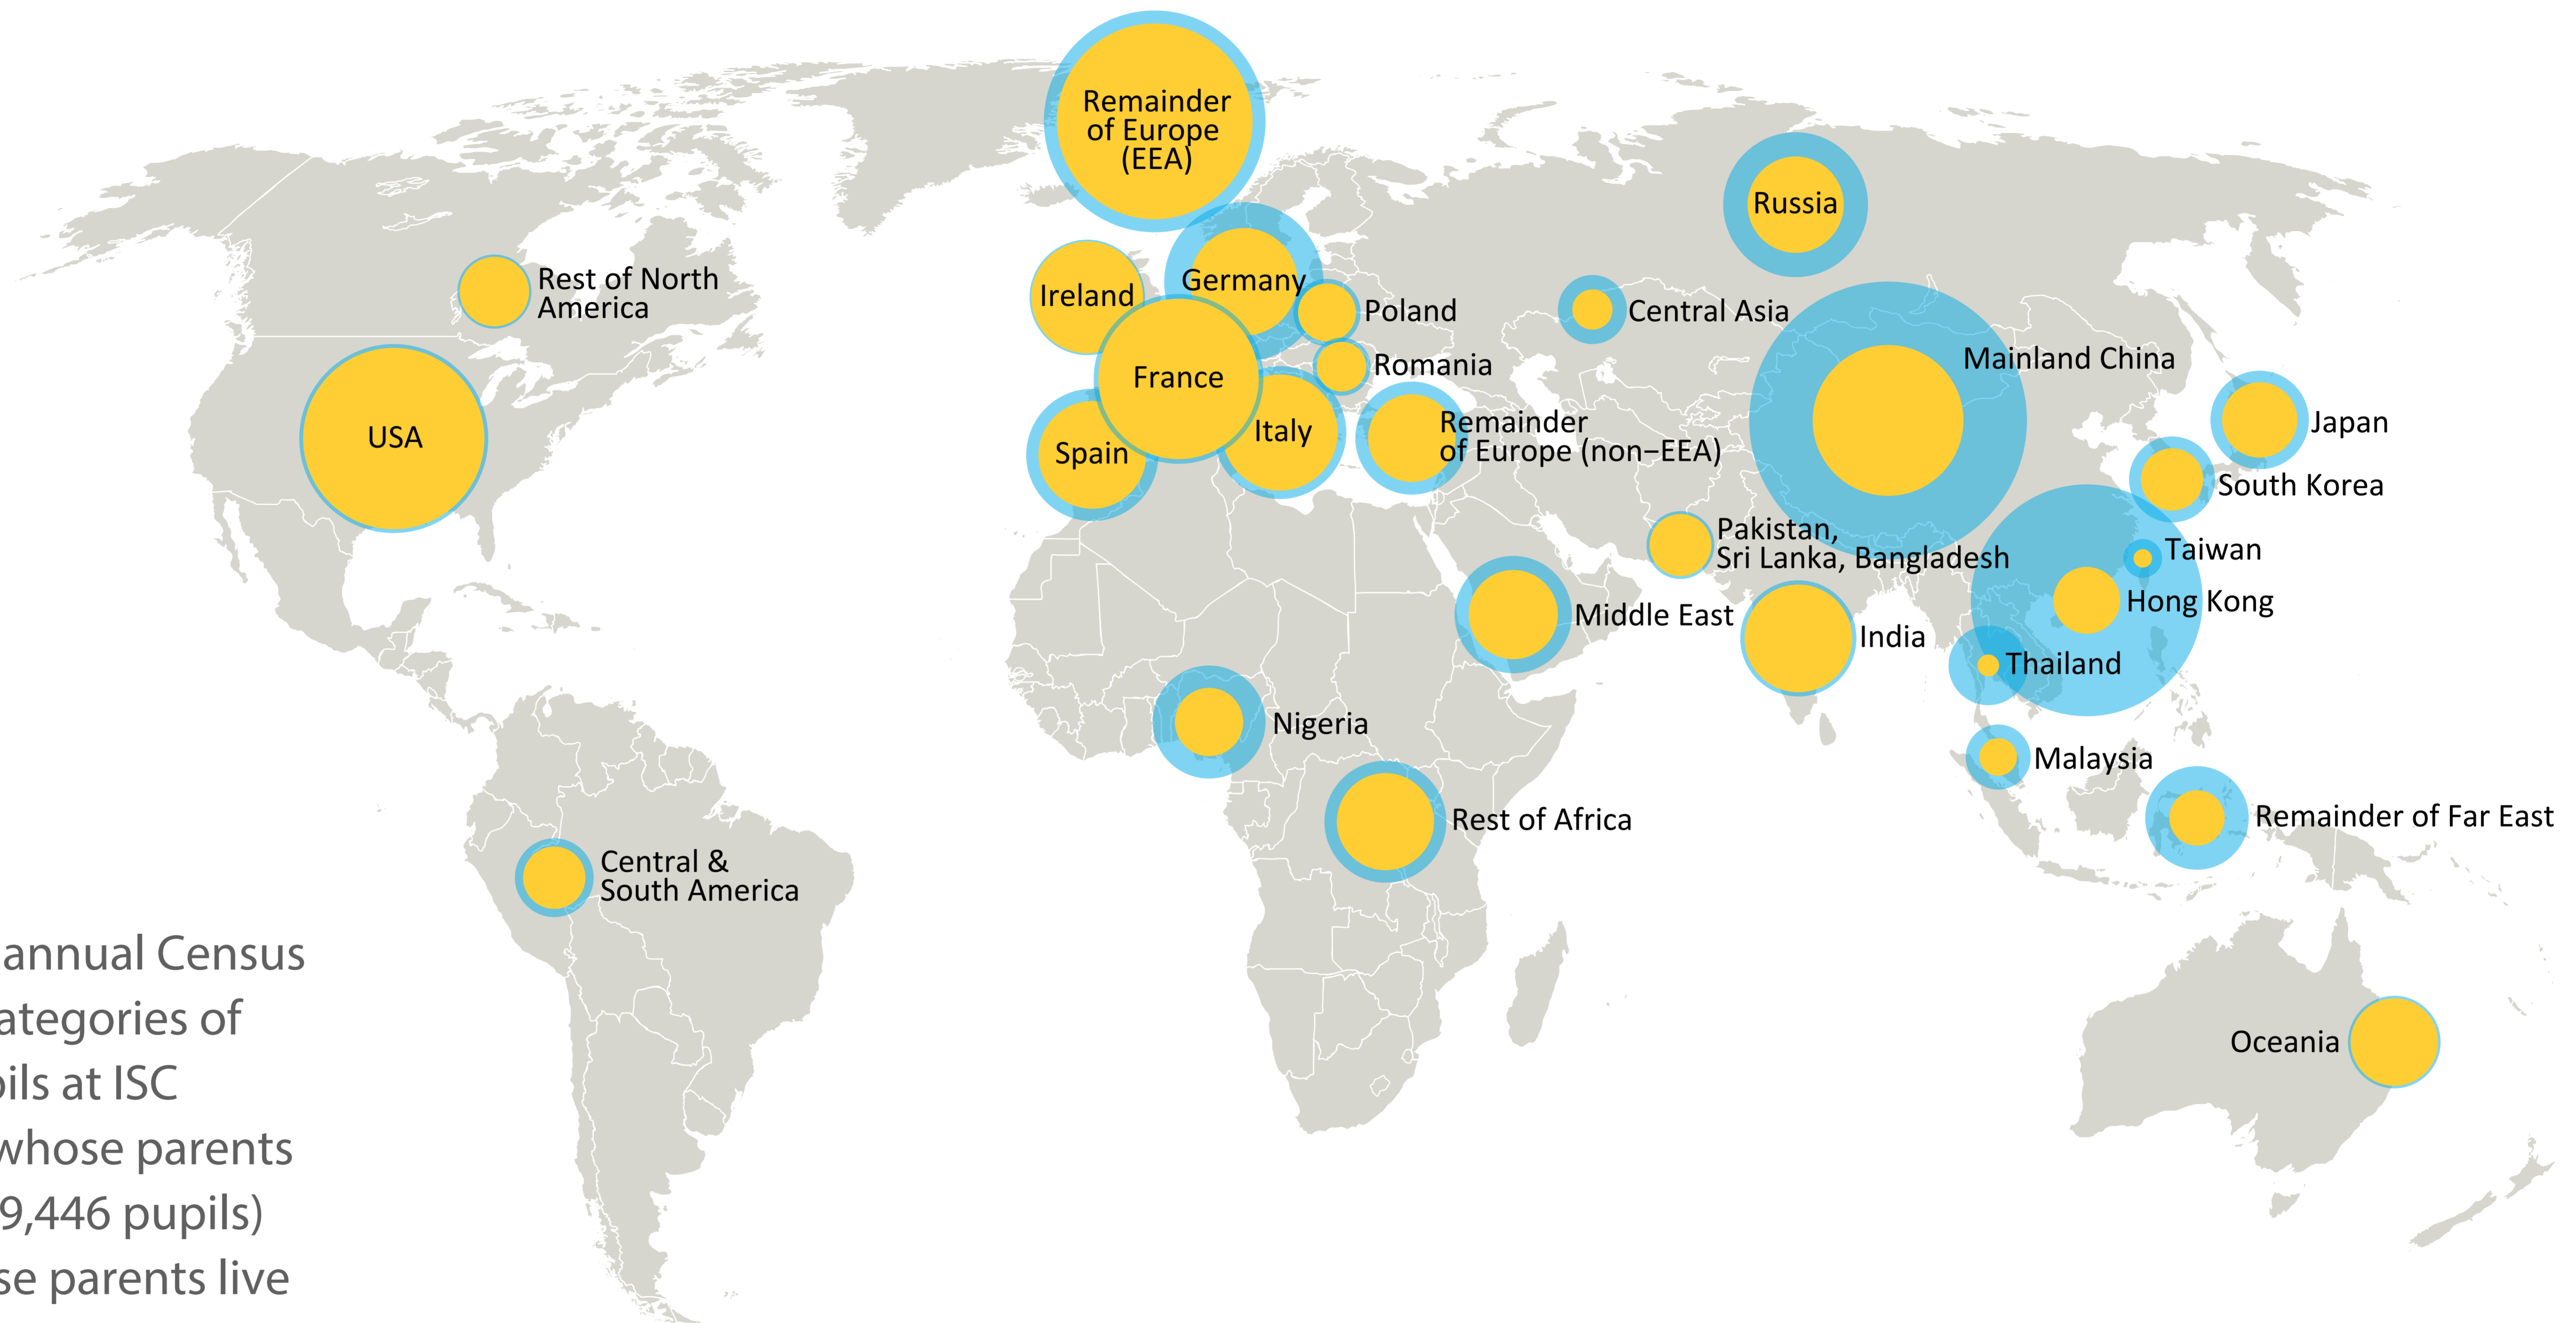 Remainder
of Europe
(EEA)
Russia
Rest of North
America
Ireland
Germany
Poland
Central Asia
Romania
Mainland China
France
USA
Spain
Italy
Remainder
of Europe (non–EEA)
Japan
South Korea
Pakistan,
Sri Lanka, Bangladesh
Taiwan
Hong Kong
Middle East
India
Thailand
Nigeria
Malaysia
Rest of Africa
Remainder of Far East
Central &
South America
Oceania
annual Census
ategories of
ils at ISC
whose parents
9,446 pupils)
se parents live